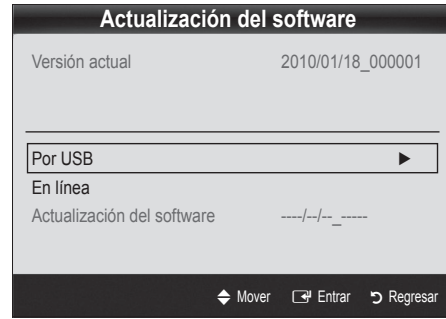 Actualización del software
Versión actual 2010/01/18_000001
Por USB ►
En línea
Actualización del software ----/--/--_-----
Mover Entrar Regresar